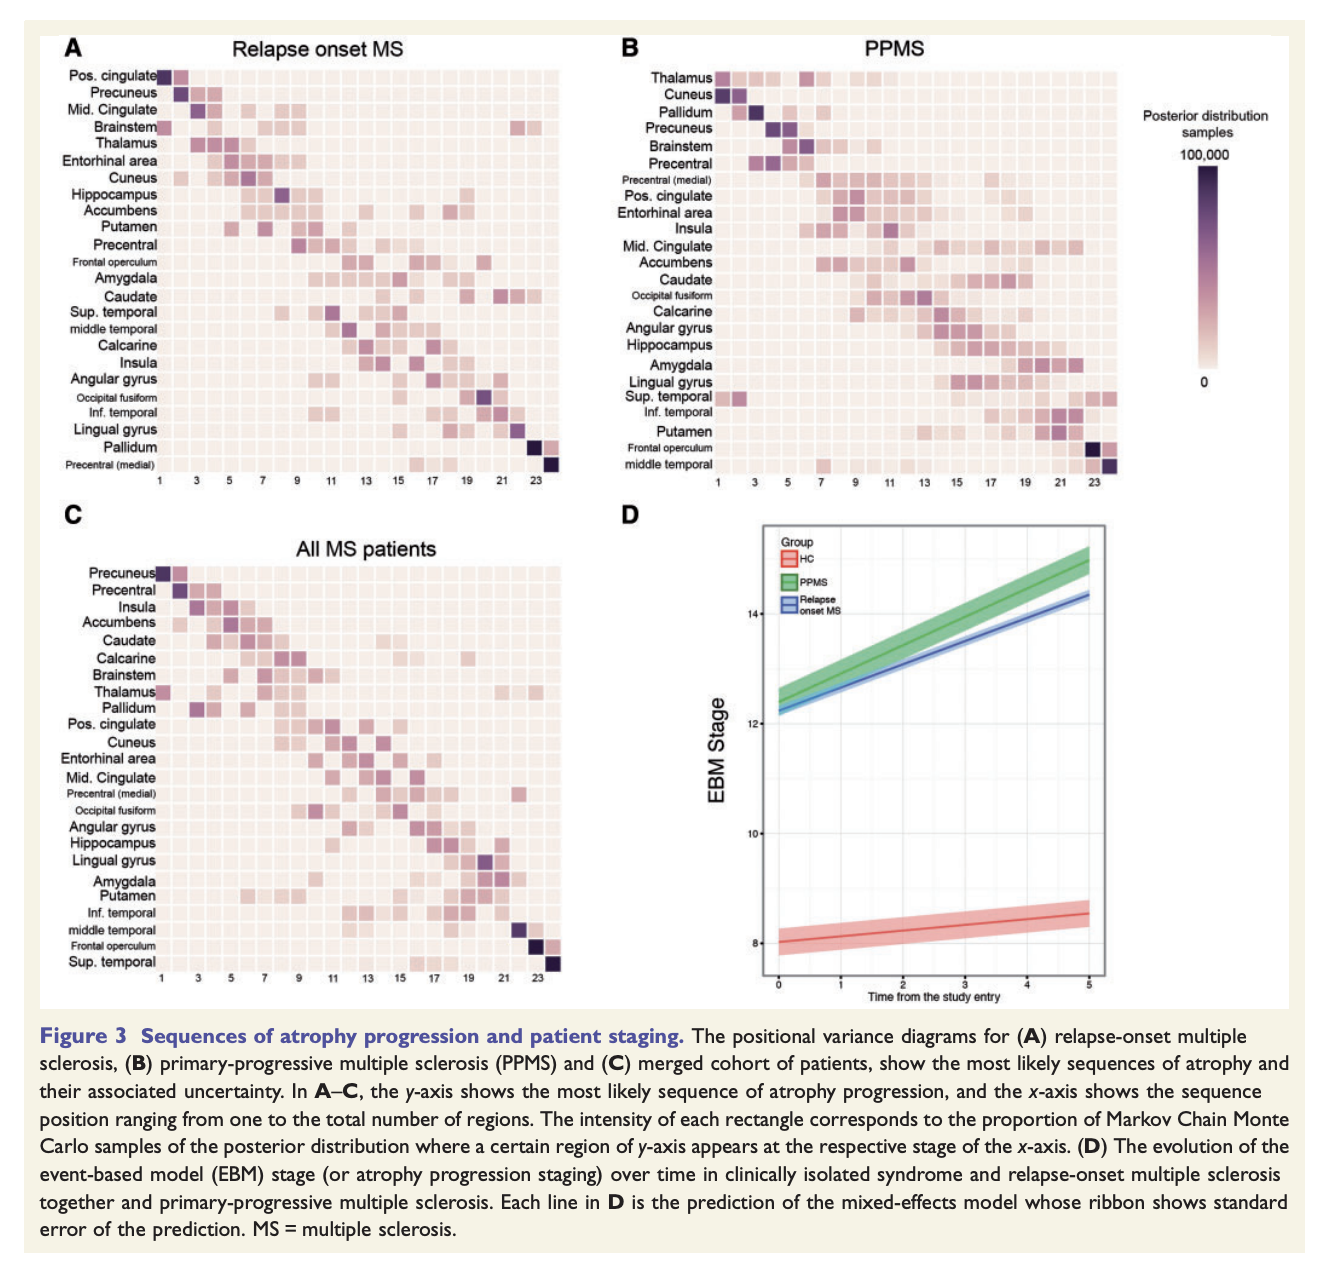 A
Relapse onset MS
Pos. cingulate
Precuneus
Mid. Cingulate
Brainstem
Thalamus
Entorhinal area
Cuneus
Hippocampus
Accumbens
Putamen
Precentral
Frontal operculum
Amygdala
Caudate
Sup. temporal
middle temporal
Calcarine
Insula
Angular gyrus
Occipital fusiform
Inf. temporal
Lingual gyrus
Pallidum
Precentral (medial)
1 3 5 7 9 11 13 15 17 19 21 23
B
PPMS
Thalamus
Cuneus
Pallidum
Precuneus
Brainstem
Precentral
Precentral (medial)
Pos. cingulate
Entorhinal area
Insula
Mid. Cingulate
Accumbens
Caudate
Occipital fusiform
Calcarine
Angular gyrus
Hippocampus
Amygdala
Lingual gyrus
Sup. temporal
Inf. temporal
Putamen
Frontal operculum
middle temporal
1 3 5 7 9 11 13 15 17 19 21 23
Posterior distribution
samples
100,000
0
C
All MS patients
Precuneus
Precentral
Insula
Accumbens
Caudate
Calcarine
Brainstem
Thalamus
Pallidum
Pos. cingulate
Cuneus
Entorhinal area
Mid. Cingulate
Precentral (medial)
Occipital fusiform
Angular gyrus
Hippocampus
Lingual gyrus
Amygdala
Putamen
Inf. temporal
middle temporal
Frontal operculum
Sup. temporal
1 3 5 7 9 11 13 15 17 19 21 23
D
Group
HC
PPMS
Relapse
onset MS
EBM Stage
14
12
10
8
0 1 2 3 4 5
Time from the study entry
Figure 3 Sequences of atrophy progression and patient staging. The positional variance diagrams for (A) relapse-onset multiple
sclerosis, (B) primary-progressive multiple sclerosis (PPMS) and (C) merged cohort of patients, show the most likely sequences of atrophy and
their associated uncertainty. In A–C, the y-axis shows the most likely sequence of atrophy progression, and the x-axis shows the sequence
position ranging from one to the total number of regions. The intensity of each rectangle corresponds to the proportion of Markov Chain Monte
Carlo samples of the posterior distribution where a certain region of y-axis appears at the respective stage of the x-axis. (D) The evolution of the
event-based model (EBM) stage (or atrophy progression staging) over time in clinically isolated syndrome and relapse-onset multiple sclerosis
together and primary-progressive multiple sclerosis. Each line in D is the prediction of the mixed-effects model whose ribbon shows standard
error of the prediction. MS = multiple sclerosis.